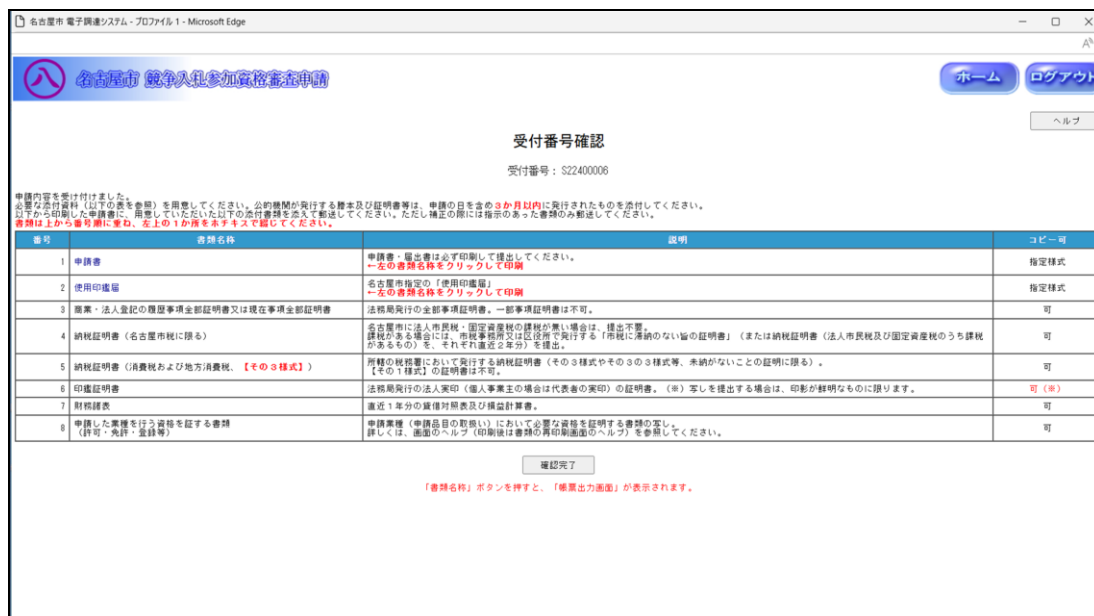 名古屋市 電子調達システム - プロファイル 1 - Microsoft Edge
名古屋市 競争入札参加資格審査申請
ホーム
ログアウト
ヘルプ
受付番号確認
受付番号: S22400006
申請内容を受け付けました。
必要な添付資料(以下の表を参照)を用意してください。公的機関が発行する謄本及び証明書等は、申請の日を含め3か月以内に発行されたものを添付してください。
以下から印刷した申請書に、用意していただいた以下の添付書類を添えて郵送してください。ただし補正の際には指示のあった書類のみ郵送してください。
書類は上から番号順に重ね、左上の1か所をホチキスで綴じてください。
番号 書類名称 説明 コピー可
1 申請書 申請書・届出書は必ず印刷して提出してください。 指定様式
←左の書類名称をクリックして印刷
2 使用印鑑届 名古屋市指定の「使用印鑑届」 指定様式
←左の書類名称をクリックして印刷
3 商業・法人登記の履歴事項全部証明書又は現在事項全部証明書 法務局発行の全部事項証明書。一部事項証明書は不可。 可
4 納税証明書(名古屋市税に限る) 名古屋市に法人市民税・固定資産税の課税が無い場合は、提出不要。 可
課税がある場合には、市税事務所又は区役所で発行する「市税に滞納のない旨の証明書」(または納税証明書(法人市民税及び固定資産税のうち課税
があるもの)を、それぞれ直近2年分)を提出。
5 納税証明書(消費税および地方消費税、【その3様式】) 所轄の税務署において発行する納税証明書(その3様式やその3の3様式等、未納がないことの証明に限る)。 可
【その1様式】の証明書は不可。
6 印鑑証明書 法務局発行の法人実印(個人事業主の場合は代表者の実印)の証明書。(※)写しを提出する場合は、印影が鮮明なものに限ります。 可(※)
7 財務諸表 直近1年分の貸借対照表及び損益計算書。 可
8 申請した業種を行う資格を証する書類 申請業種(申請品目の取扱い)において必要な資格を証明する書類の写し。 可
(許可・免許・登録等) 詳しくは、画面のヘルプ(印刷後は書類の再印刷画面のヘルプ)を参照してください。
確認完了
「書類名称」ボタンを押すと、「帳票出力画面」が表示されます。